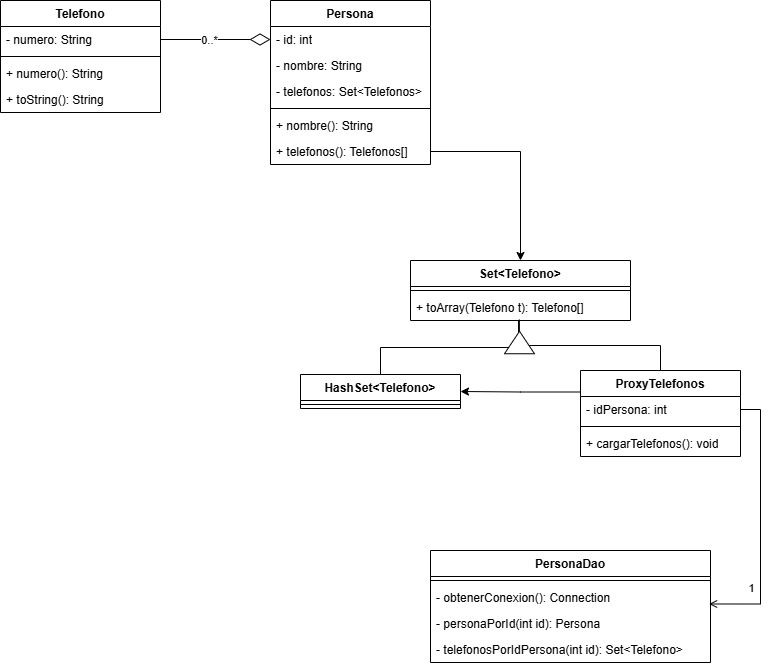 Telefono
- numero: String
+ numero(): String
+ toString(): String
0..*
Persona
- id: int
- nombre: String
- telefonos: Set<Telefonos>
+ nombre(): String
+ telefonos(): Telefonos[]
Set<Telefono>
+ toArray(Telefono t): Telefono[]
HashSet<Telefono>
ProxyTelefonos
- idPersona: int
+ cargarTelefonos(): void
1
PersonaDao
- obtenerConexion(): Connection
- personaPorId(int id): Persona
- telefonosPorIdPersona(int id): Set<Telefono>